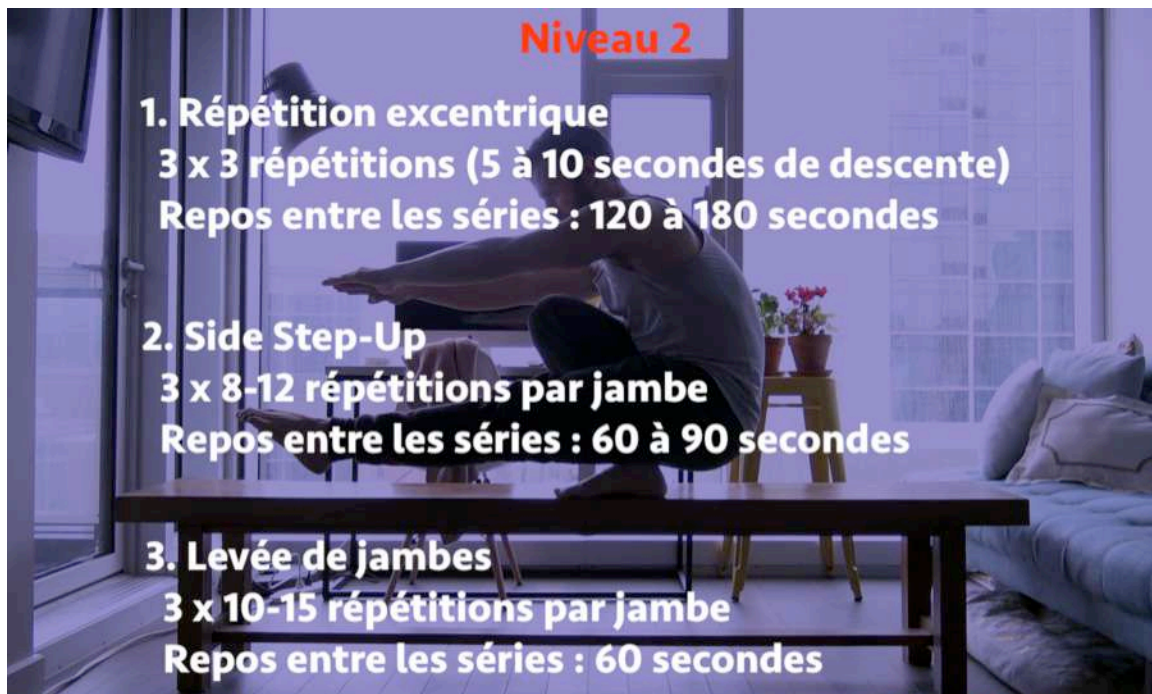 Niveau 2
1. Répétition excentrique
3 x 3 répétitions (5 à 10 secondes de descente)
Repos entre les séries : 120 à 180 secondes
2. Side Step-Up
3 x 8-12 répétitions par jambe
Repos entre les séries : 60 à 90 secondes
3. Levée de jambes
3 x 10-15 répétitions par jambe
Repos entre les séries : 60 secondes